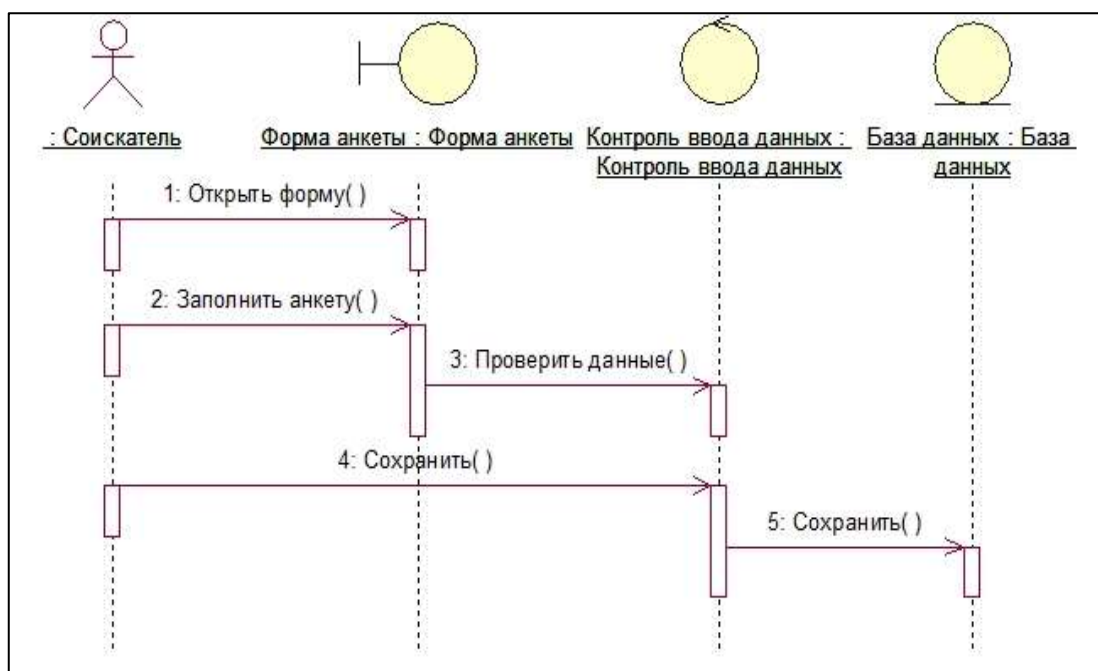 : Соискатель
Форма анкеты : Форма анкеты
Контроль ввода данных :
Контроль ввода данных
База данных : База
данных
1: Открыть форму( )
2: Заполнить анкету( )
3: Проверить данные( )
4: Сохранить( )
5: Сохранить( )